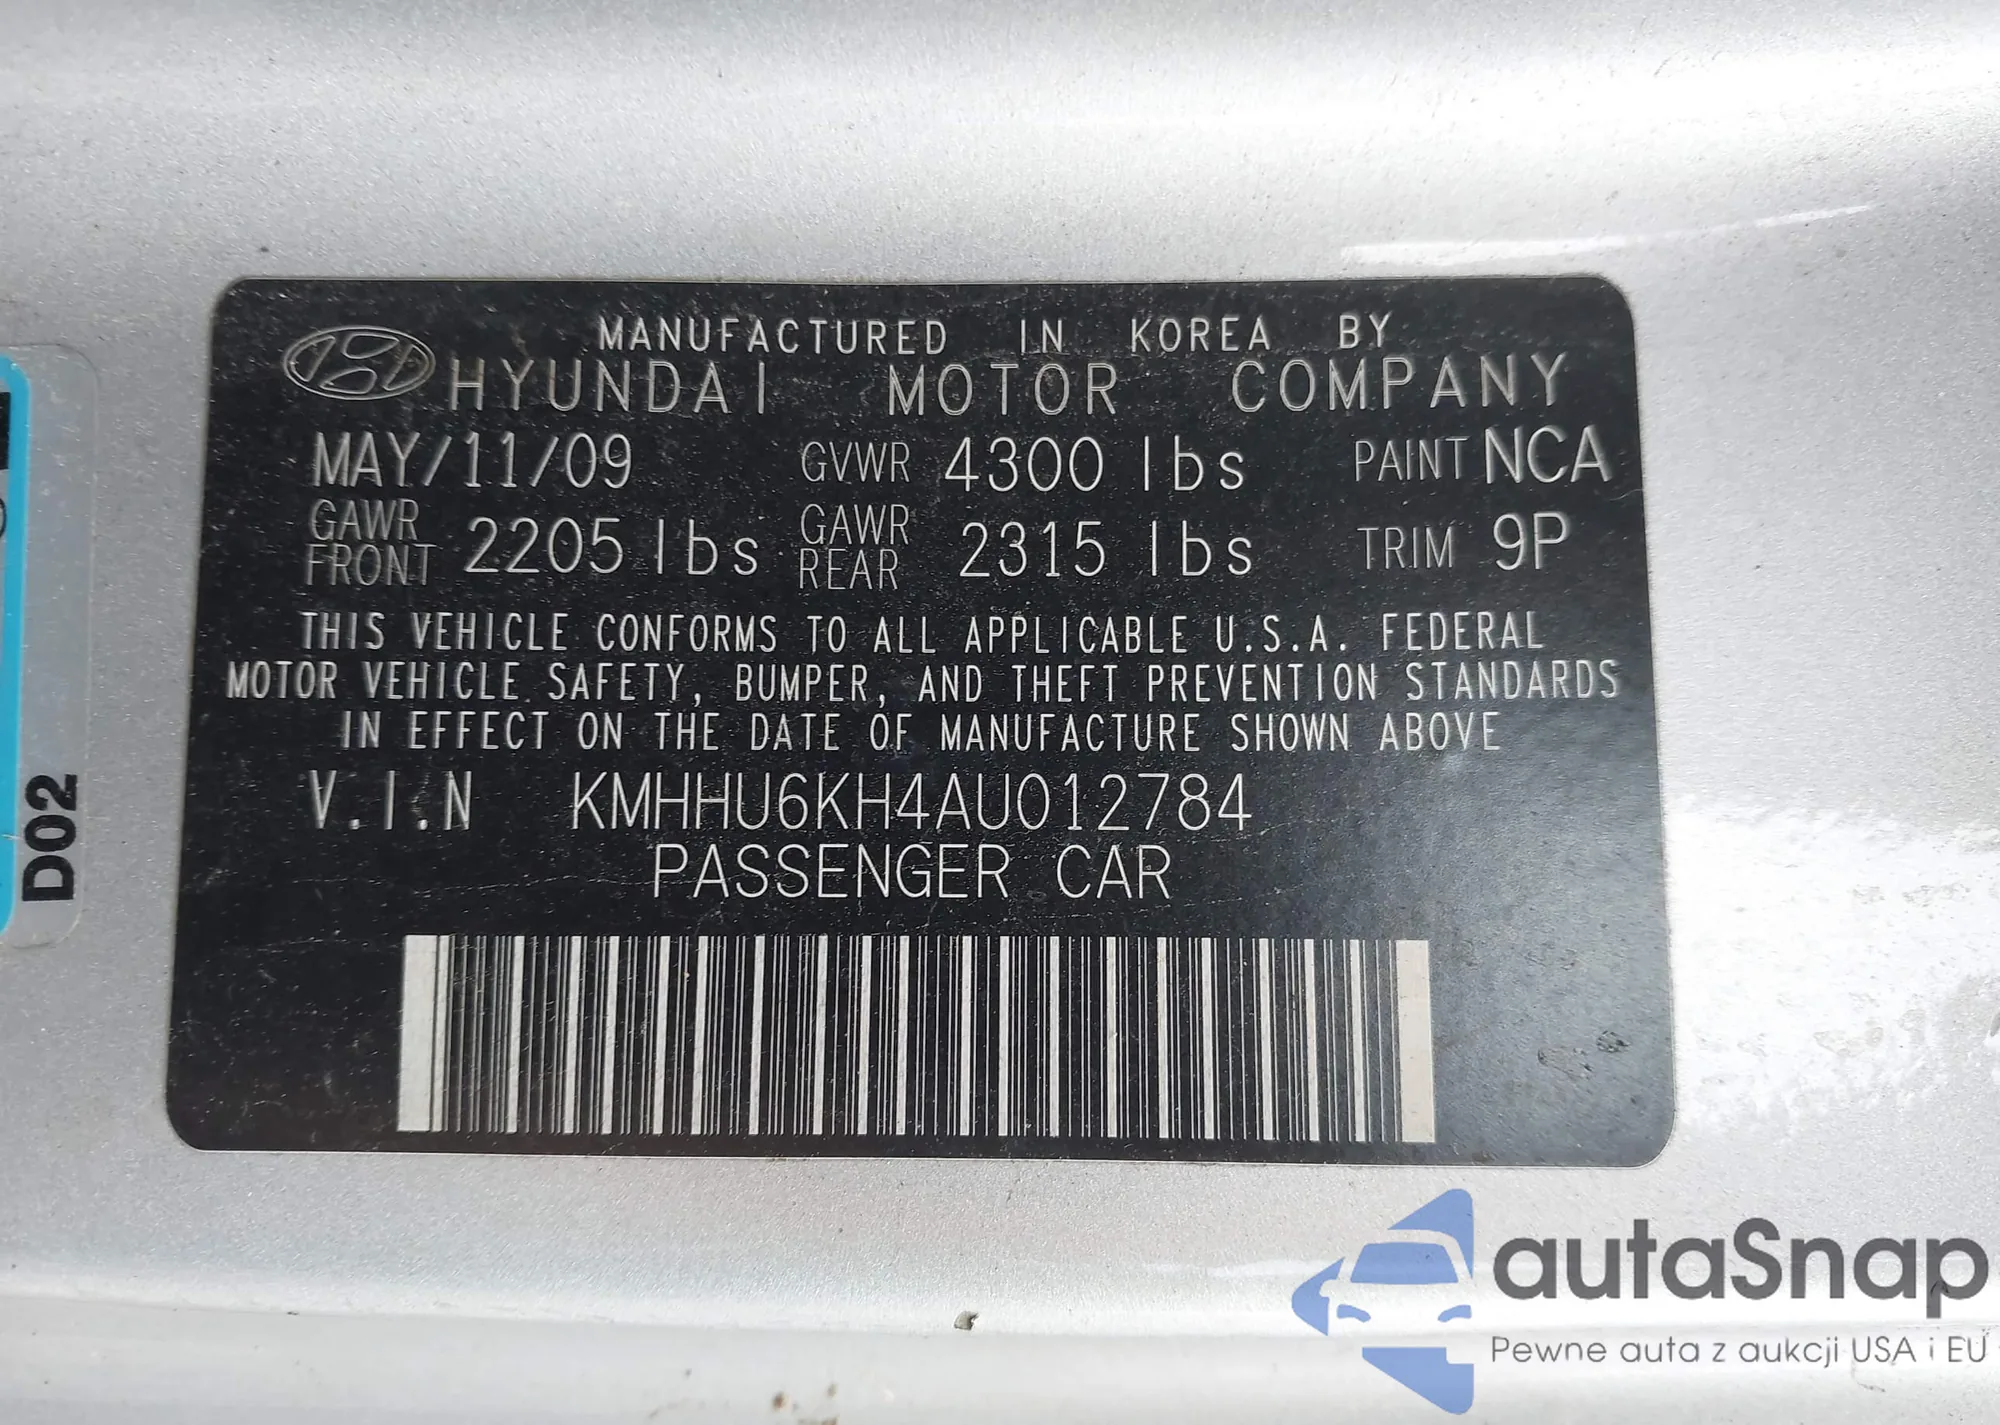 MANUFACTURED IN KOREA BY
HYUNDAI MOTOR COMPANY
MAY/11/09 GVWR 4300 lbs PAINT NCA
GAWR FRONT 2205 lbs GAWR REAR 2315 lbs TRIM 9P
THIS VEHICLE CONFORMS TO ALL APPLICABLE U.S.A. FEDERAL
MOTOR VEHICLE SAFETY, BUMPER, AND THEFT PREVENTION STANDARDS
IN EFFECT ON THE DATE OF MANUFACTURE SHOWN ABOVE
V.I.N KMHHU6KH4AU012784
PASSENGER CAR
D02
autaSnap
Pewne auta z aukcji USA i EU